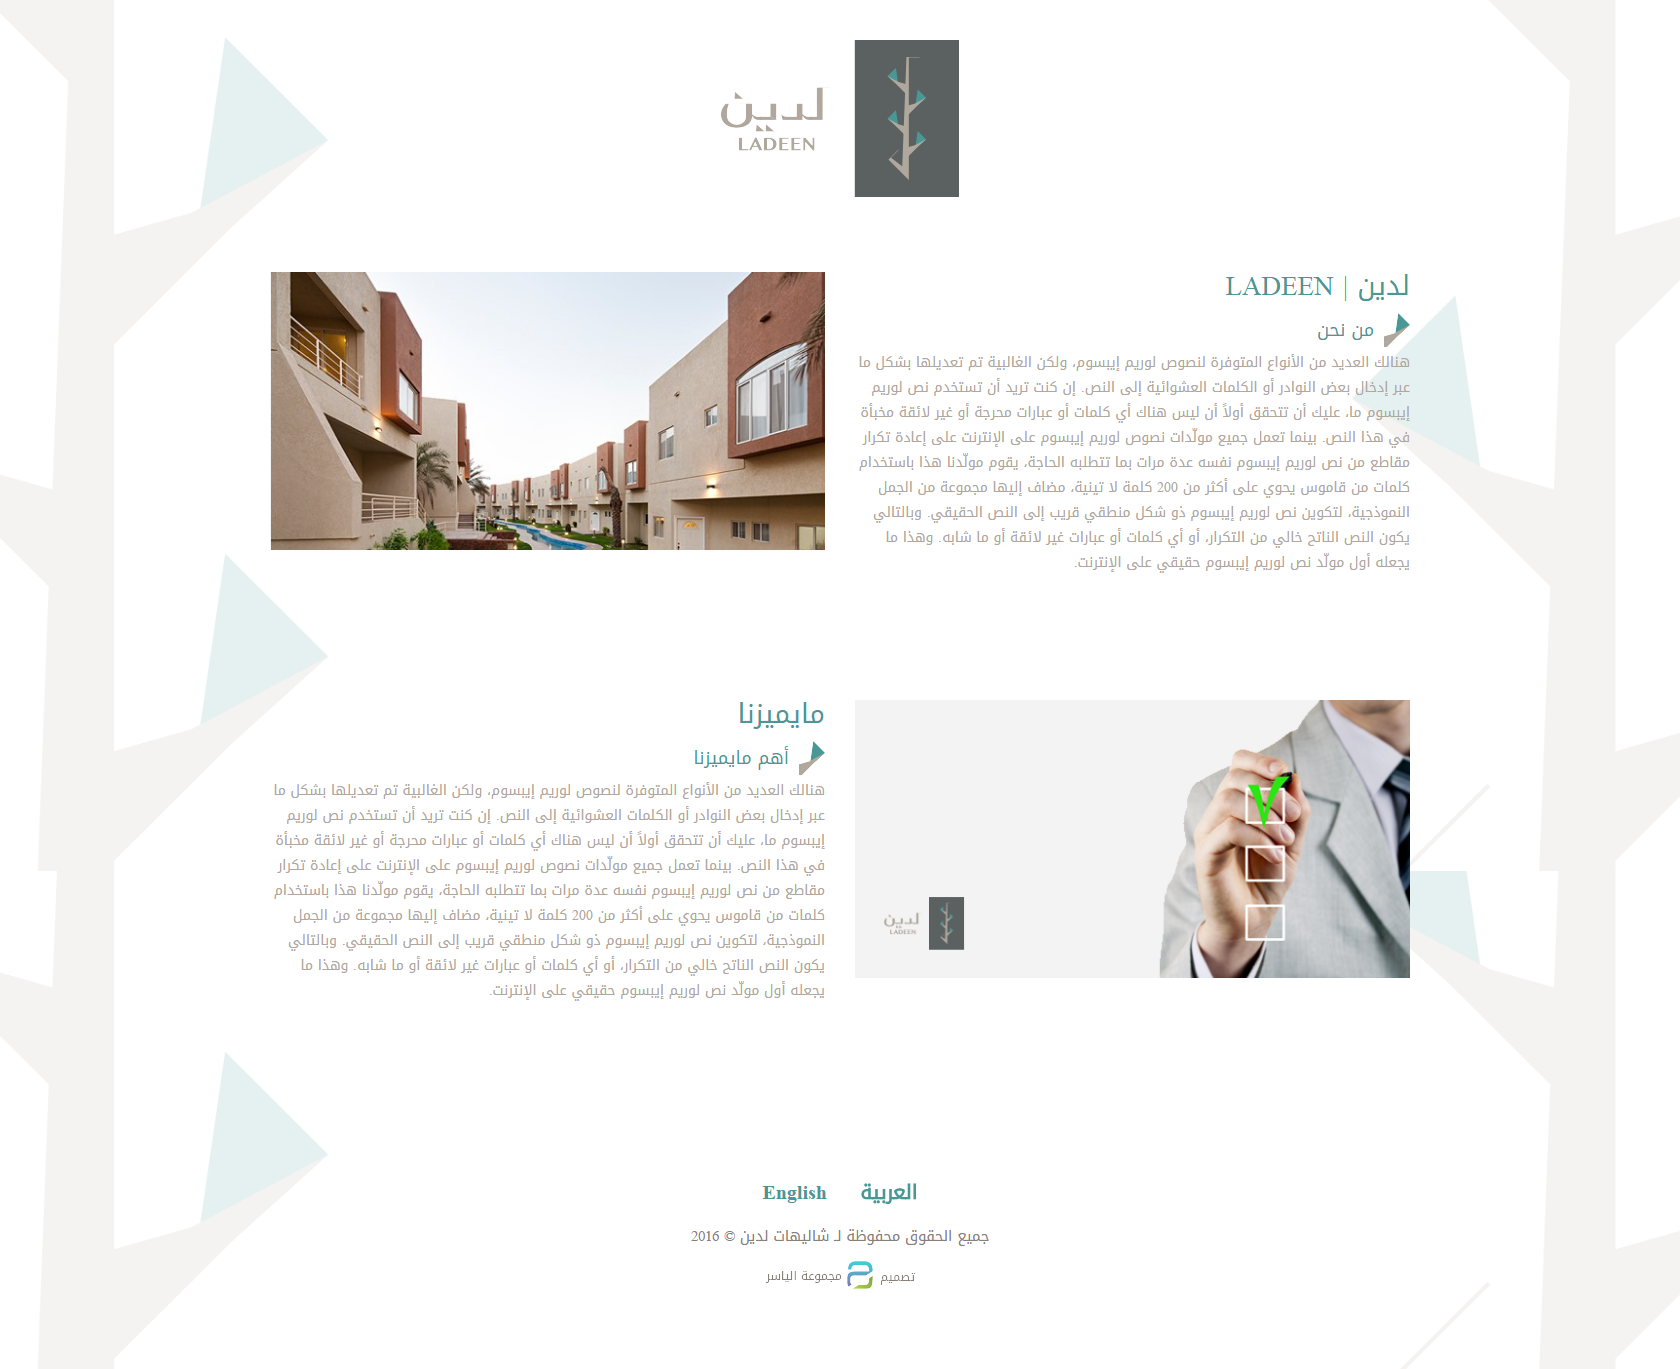 لدين
LADEEN
لدين | LADEEN
من نحن
هنالك العديد من الأنواع المتوفرة لنصوص لوريم إيبسوم، ولكن الغالبية تم تعديلها بشكل ما
عبر إدخال بعض النوادر أو الكلمات العشوائية إلى النص. إن كنت تريد أن تستخدم نص لوريم
إيبسوم ما، عليك أن تتحقق أولاً أن ليس هناك أي كلمات أو عبارات محرجة أو غير لائقة مخبأة
في هذا النص. بينما تعمل جميع مولّدات نصوص لوريم إيبسوم على الإنترنت على إعادة تكرار
مقاطع من نص لوريم إيبسوم نفسه عدة مرات بما تتطلبه الحاجة، يقوم مولّدنا هذا باستخدام
كلمات من قاموس يحوي على أكثر من 200 كلمة لا تينية، مضاف إليها مجموعة من الجمل
النموذجية، لتكوين نص لوريم إيبسوم ذو شكل منطقي قريب إلى النص الحقيقي. وبالتالي
يكون النص الناتح خالي من التكرار، أو أي كلمات أو عبارات غير لائقة أو ما شابه. وهذا ما
يجعله أول مولّد نص لوريم إيبسوم حقيقي على الإنترنت.
لدين
LADEEN
مايميزنا
أهم مايميزنا
هنالك العديد من الأنواع المتوفرة لنصوص لوريم إيبسوم، ولكن الغالبية تم تعديلها بشكل ما
عبر إدخال بعض النوادر أو الكلمات العشوائية إلى النص. إن كنت تريد أن تستخدم نص لوريم
إيبسوم ما، عليك أن تتحقق أولاً أن ليس هناك أي كلمات أو عبارات محرجة أو غير لائقة مخبأة
في هذا النص. بينما تعمل جميع مولّدات نصوص لوريم إيبسوم على الإنترنت على إعادة تكرار
مقاطع من نص لوريم إيبسوم نفسه عدة مرات بما تتطلبه الحاجة، يقوم مولّدنا هذا باستخدام
كلمات من قاموس يحوي على أكثر من 200 كلمة لا تينية، مضاف إليها مجموعة من الجمل
النموذجية، لتكوين نص لوريم إيبسوم ذو شكل منطقي قريب إلى النص الحقيقي. وبالتالي
يكون النص الناتح خالي من التكرار، أو أي كلمات أو عبارات غير لائقة أو ما شابه. وهذا ما
يجعله أول مولّد نص لوريم إيبسوم حقيقي على الإنترنت.
العربية English
جميع الحقوق محفوظة لـ شاليهات لدين © 2016
تصميم مجموعة الياسر